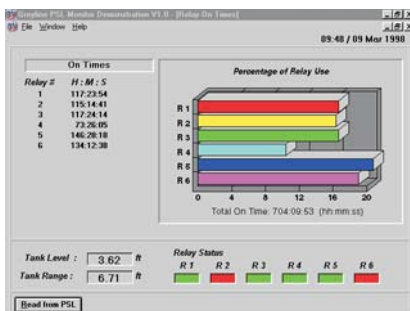 Greyline PSL Monitor Demonstration V1.0 - [Relay On Times]
File Window Help
09:48 / 09 Mar 1998
On Times
Relay # H : M : S
1 117:23:54
2 115:14:41
3 117:24:14
4 73:26:05
5 146:28:18
6 134:12:38
Percentage of Relay Use
R 1
R 2
R 3
R 4
R 5
R 6
0 4 8 12 16 20
Total On Time: 704:09:53 (hh:mm:ss)
Tank Level : 3.62 ft
Tank Range : 6.71 ft
Relay Status
R 1 R 2 R 3 R 4 R 5 R 6
Read from PSL